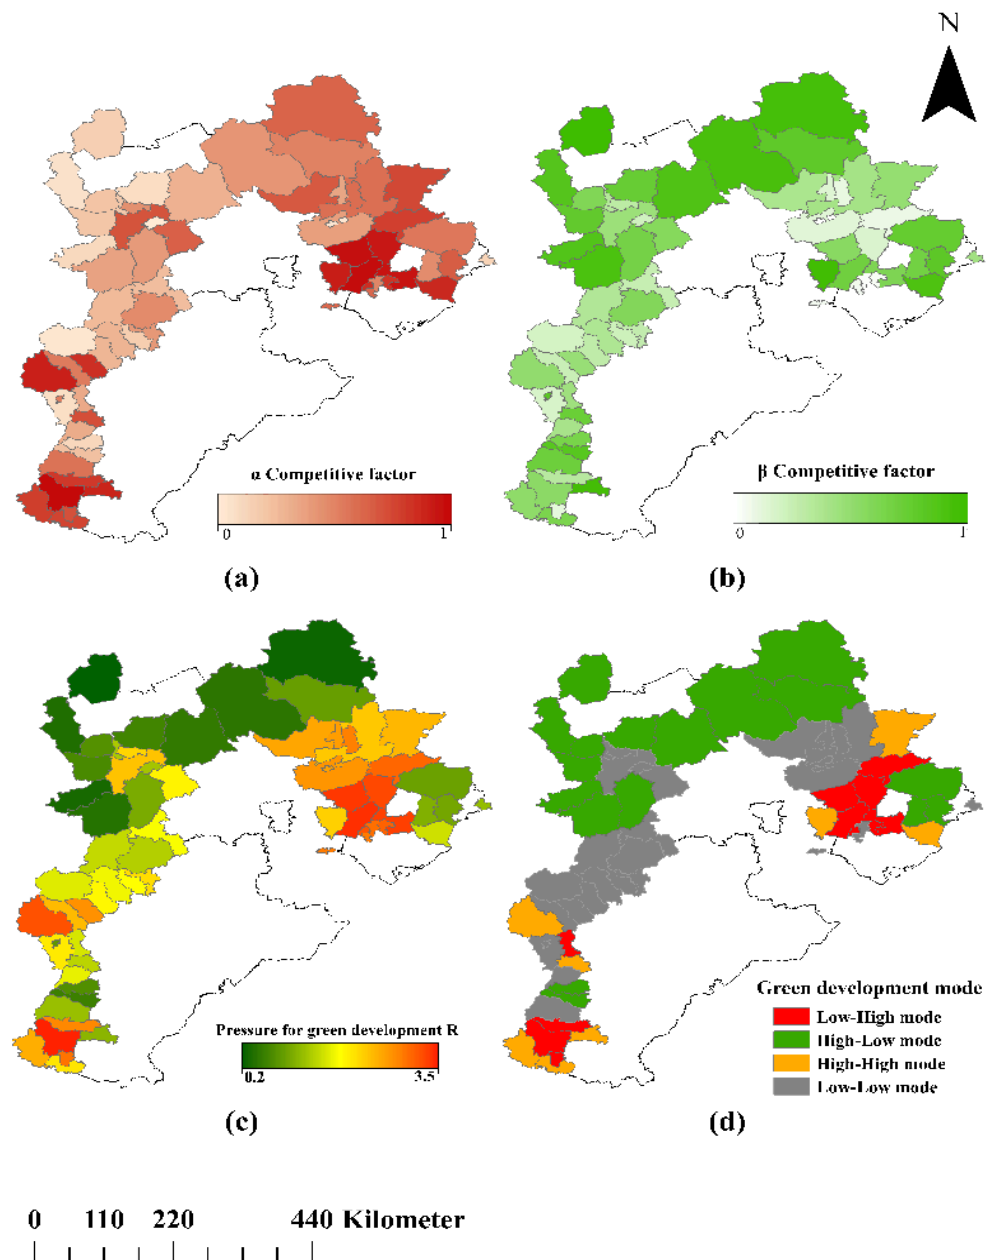 N
α Competitive factor
0 1
β Competitive factor
0 1
(a) (b)
Pressure for green development R
0.2 3.5
Green development mode
Low-High mode
High-Low mode
High-High mode
Low-Low mode
(c) (d)
0 110 220 440 Kilometer